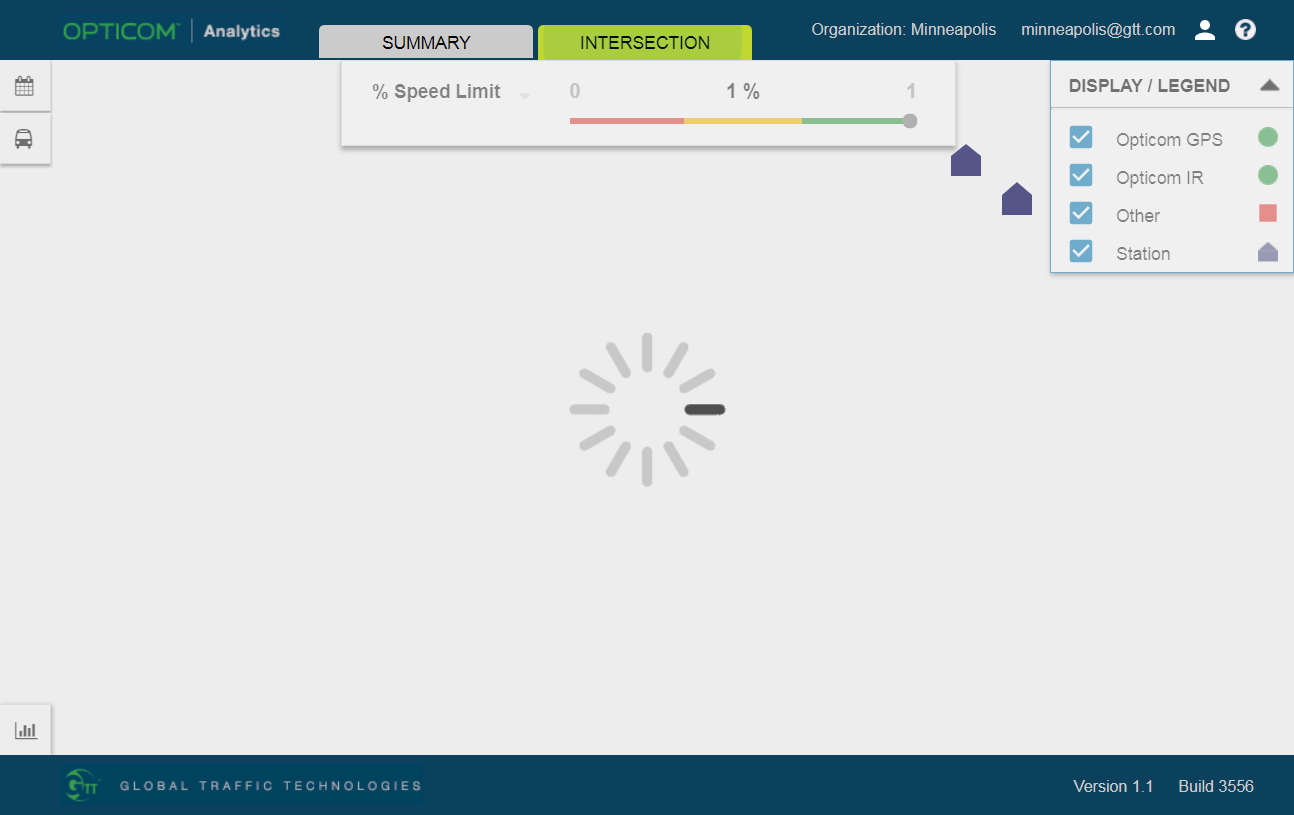 OPTICOM™ Analytics
SUMMARY
INTERSECTION
Organization: Minneapolis
minneapolis@gtt.com
?
% Speed Limit
0
1 %
1
DISPLAY / LEGEND
Opticom GPS
Opticom IR
Other
Station
GTT GLOBAL TRAFFIC TECHNOLOGIES
Version 1.1
Build 3556